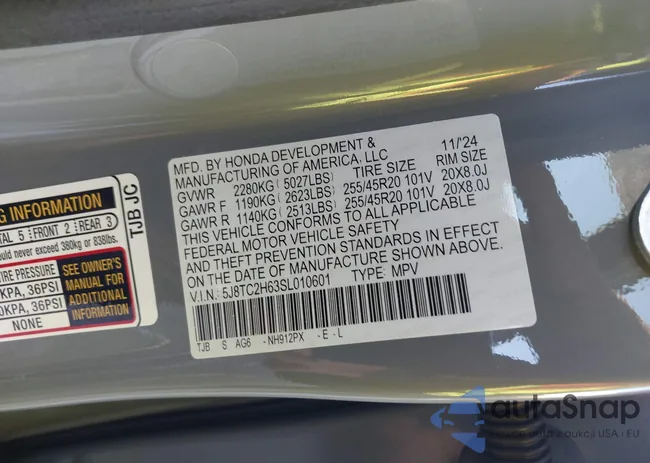 MFD. BY HONDA DEVELOPMENT & 11/'24
MANUFACTURING OF AMERICA, LLC
TIRE SIZE RIM SIZE
GVWR 2280KG (5027LBS)
GAWR F 1190KG (2623LBS) 255/45R20 101V 20X8.0J
GAWR R 1140KG (2513LBS) 255/45R20 101V 20X8.0J
THIS VEHICLE CONFORMS TO ALL APPLICABLE
FEDERAL MOTOR VEHICLE SAFETY
AND THEFT PREVENTION STANDARDS IN EFFECT
ON THE DATE OF MANUFACTURE SHOWN ABOVE.
V.I.N.: 5J8TC2H63SL010601 TYPE: MPV
TJB S AG6 -NH912PX -E-L
TJB JC
INFORMATION
5 FRONT 2 REAR 3
never exceed 380kg or 838lbs.
PRESSURE
KPA, 36PSI
KPA, 36PSI
SEE OWNER'S
MANUAL FOR
ADDITIONAL
INFORMATION
autaSnap
aukcji USA i EU